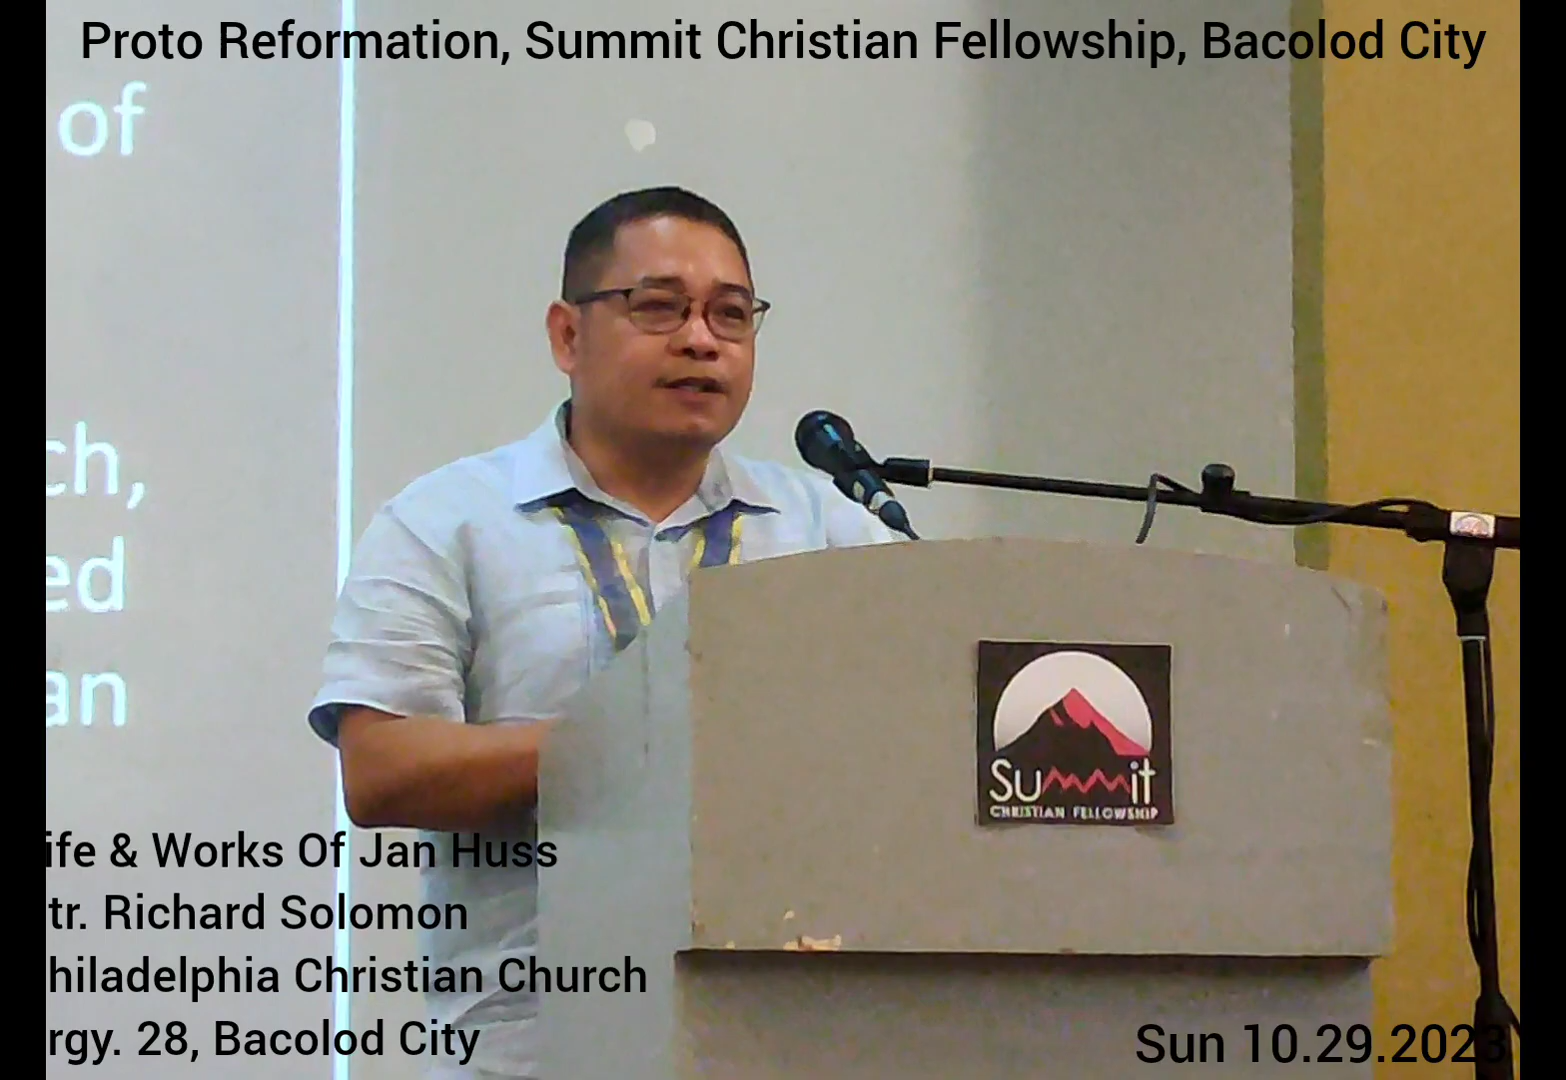 Proto Reformation, Summit Christian Fellowship, Bacolod City
of
ch,
ed
an
Summit
CHRISTIAN FELLOWSHIP
ife & Works Of Jan Huss
tr. Richard Solomon
hiladelphia Christian Church
rgy. 28, Bacolod City
Sun 10.29.2023